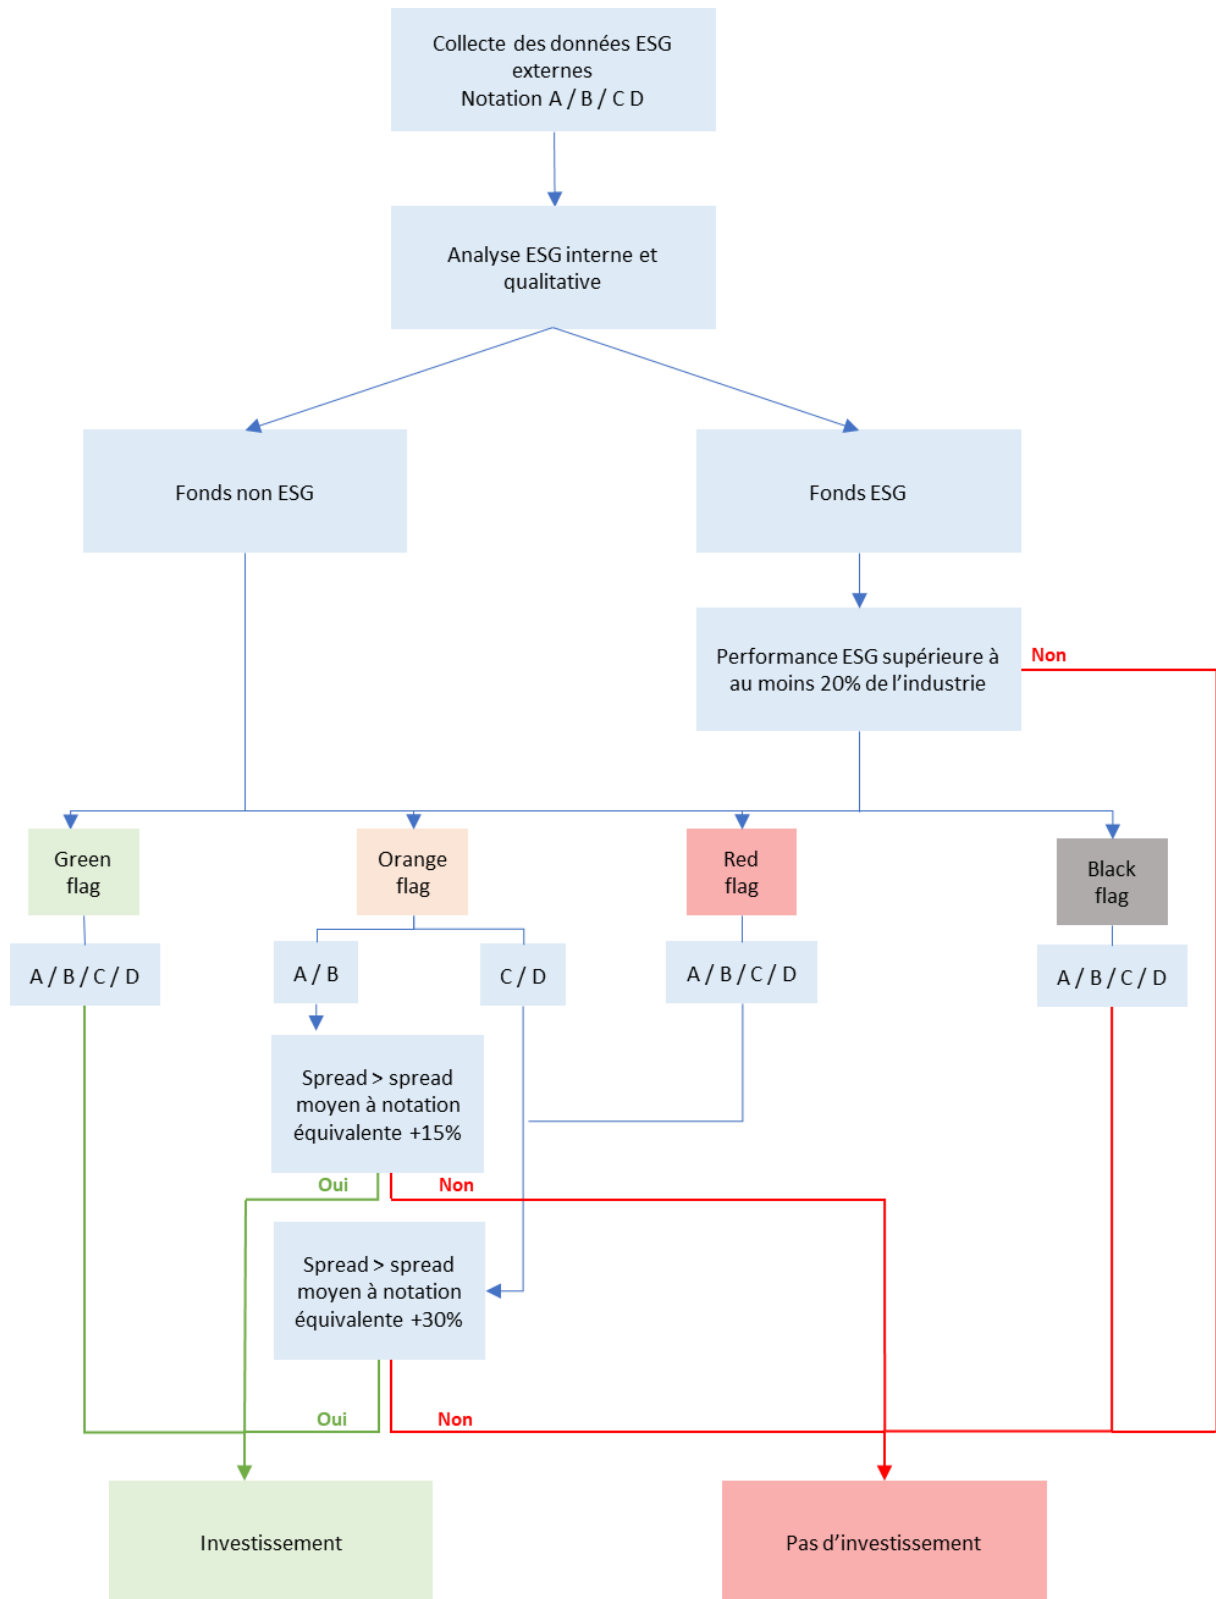 Collecte des données ESG
externes
Notation A / B / C D
Analyse ESG interne et
qualitative
Fonds non ESG
Fonds ESG
Performance ESG supérieure à
au moins 20% de l’industrie
Non
Green
flag
Orange
flag
Red
flag
Black
flag
A / B / C / D
A / B
C / D
A / B / C / D
A / B / C / D
Spread > spread
moyen à notation
équivalente +15%
Oui
Non
Spread > spread
moyen à notation
équivalente +30%
Oui
Non
Investissement
Pas d’investissement